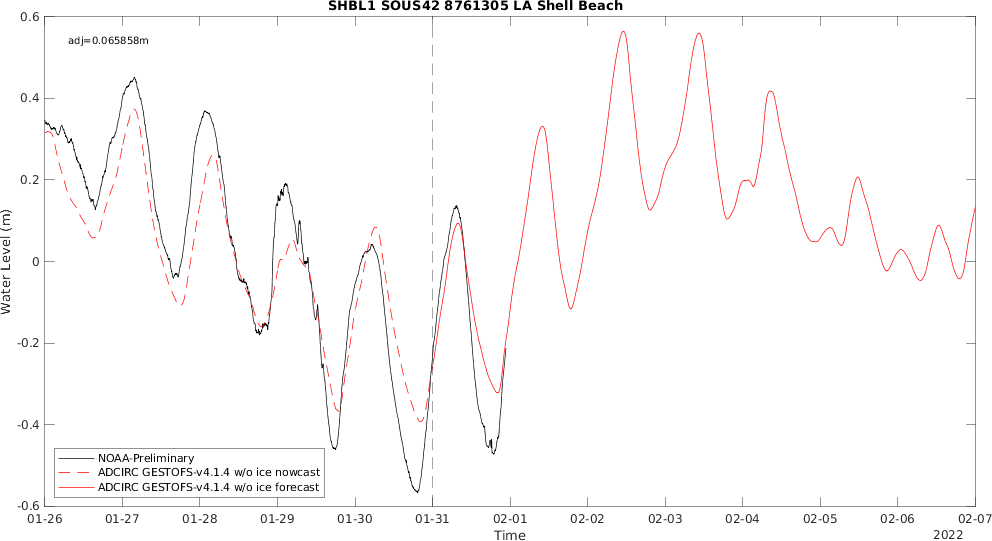 SHBL1 SOUS42 8761305 LA Shell Beach
adj=0.065858m
0.6
0.4
0.2
0
-0.2
-0.4
-0.6
Water Level (m)
NOAA-Preliminary
ADCIRC GESTOFS-v4.1.4 w/o ice nowcast
ADCIRC GESTOFS-v4.1.4 w/o ice forecast
01-26 01-27 01-28 01-29 01-30 01-31 02-01 02-02 02-03 02-04 02-05 02-06 02-07
Time
2022